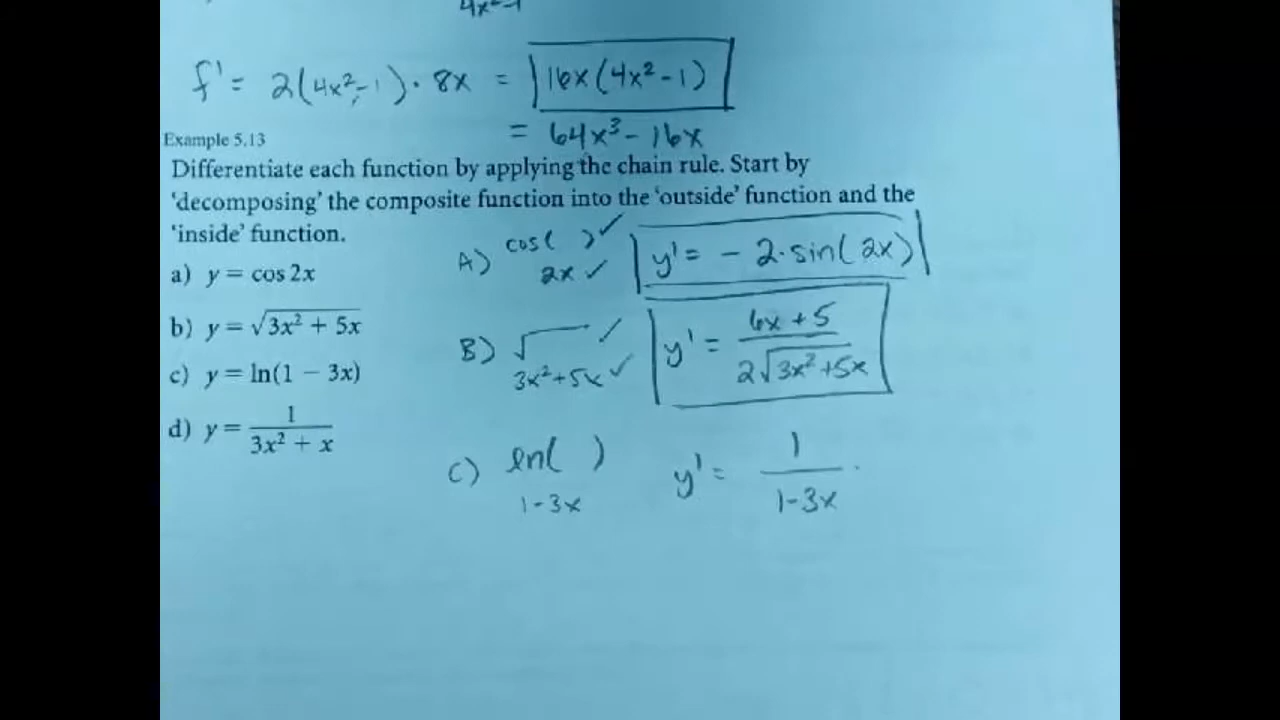 4x²-1
f' = 2(4x²-1) · 8x = 16x(4x²-1)
= 64x³ - 16x
Example 5.13
Differentiate each function by applying the chain rule. Start by
'decomposing' the composite function into the 'outside' function and the
'inside' function.
a) y = cos 2x
b) y = √(3x² + 5x)
c) y = ln(1 − 3x)
d) y = 1/(3x² + x)
A) cos( ) ✓ y' = - 2·sin(2x)
2x ✓
B) √ ✓ y' = (6x + 5)/(2√(3x²+5x))
3x²+5x ✓
C) ln( ) y' = 1/(1-3x) ·
1-3x